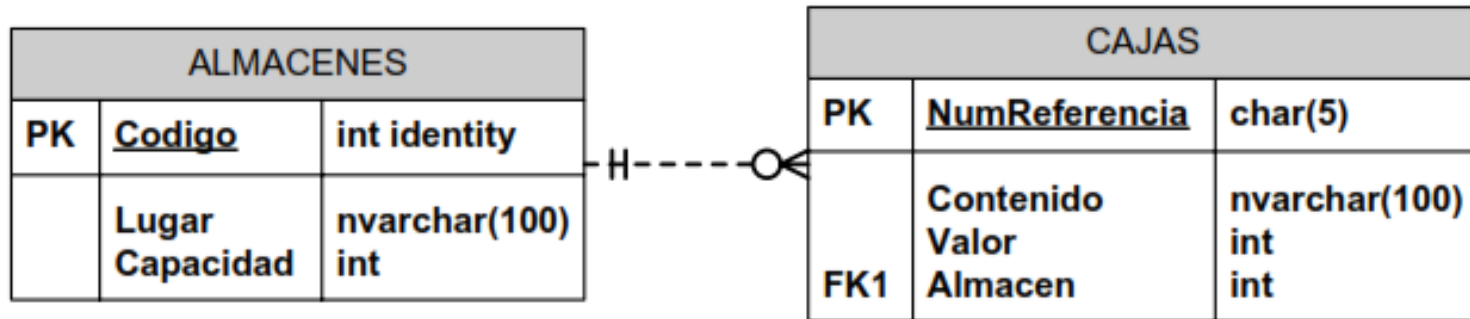 ALMACENES
PK Codigo int identity
Lugar nvarchar(100)
Capacidad int
CAJAS
PK NumReferencia char(5)
Contenido nvarchar(100)
Valor int
FK1 Almacen int